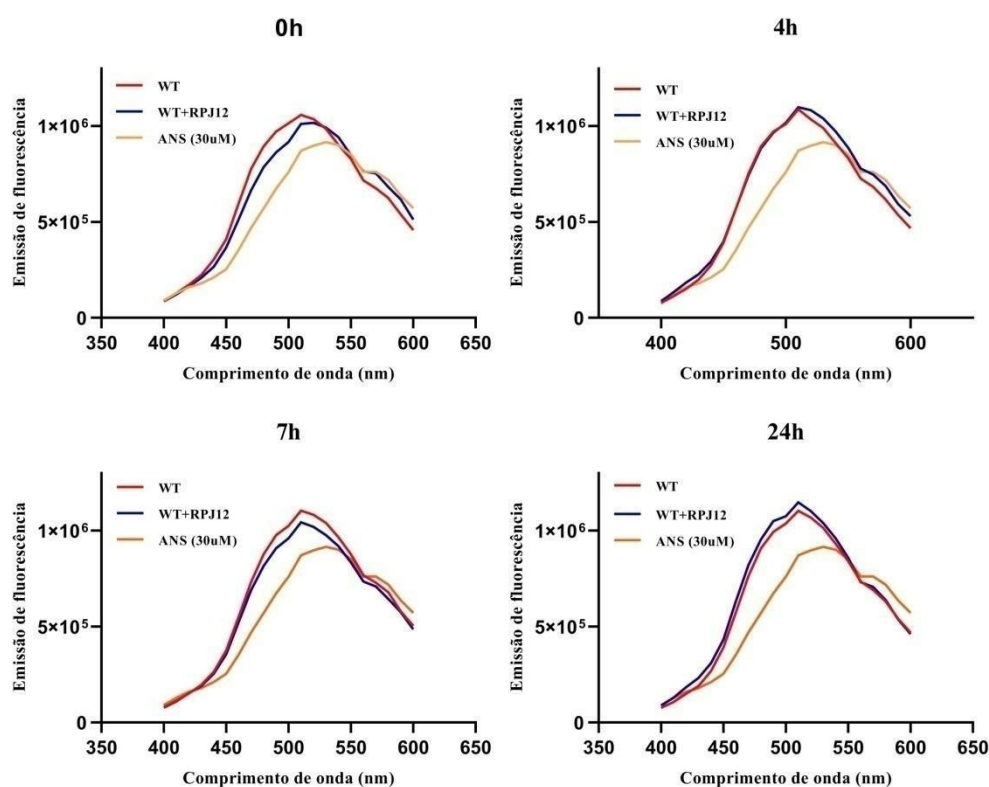 0h
WT
WT+RPJ12
ANS (30uM)
Emissão de fluorescência
1×10⁶
5×10⁵
0
350 400 450 500 550 600 650
Comprimento de onda (nm)
4h
WT
WT+RPJ12
ANS (30uM)
Emissão de fluorescência
1×10⁶
5×10⁵
0
400 500 600
Comprimento de onda (nm)
7h
WT
WT+RPJ12
ANS (30uM)
Emissão de fluorescência
1×10⁶
5×10⁵
0
350 400 450 500 550 600 650
Comprimento de onda (nm)
24h
WT
WT+RPJ12
ANS (30uM)
Emissão de fluorescência
1×10⁶
5×10⁵
0
350 400 450 500 550 600 650
Comprimento de onda (nm)